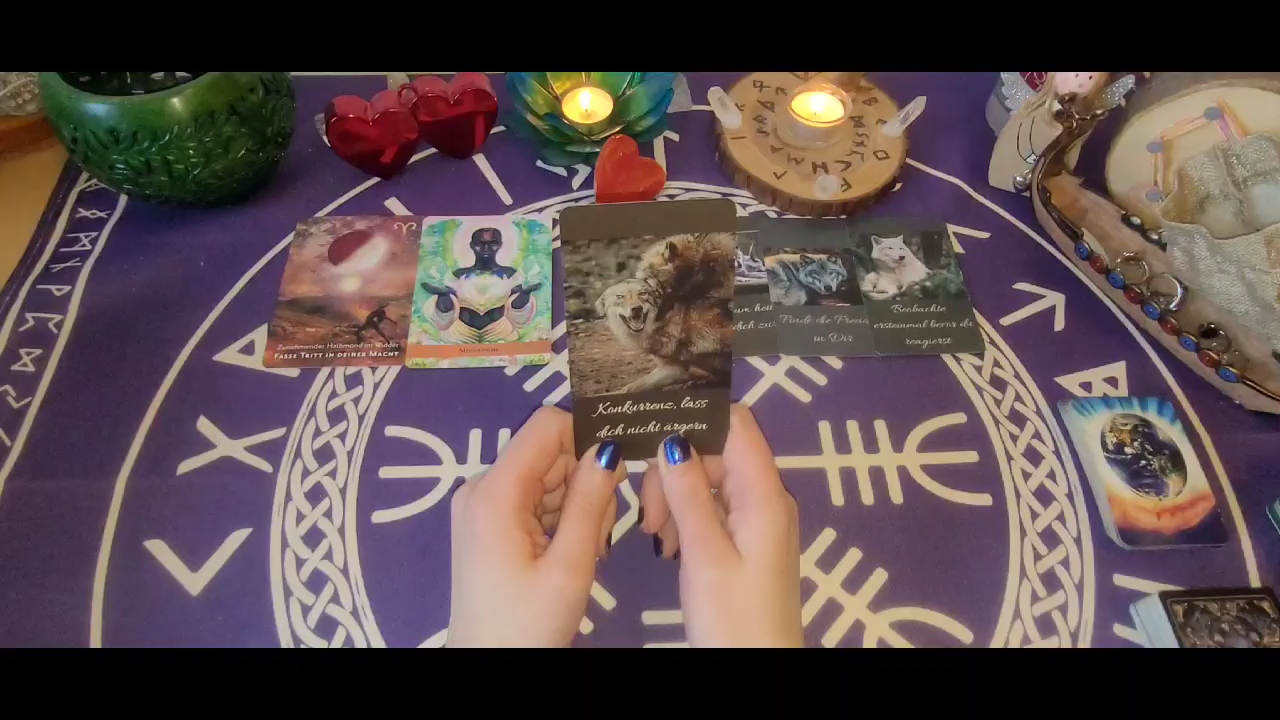 Zunehmender Halbmond im Widder
FASSE TRITT IN DEINER MACHT
Konkurrenz, lass
dich nicht ärgern
Finde die Freude
in Dir
Beobachte
ersteinmal bevor du
reagierst